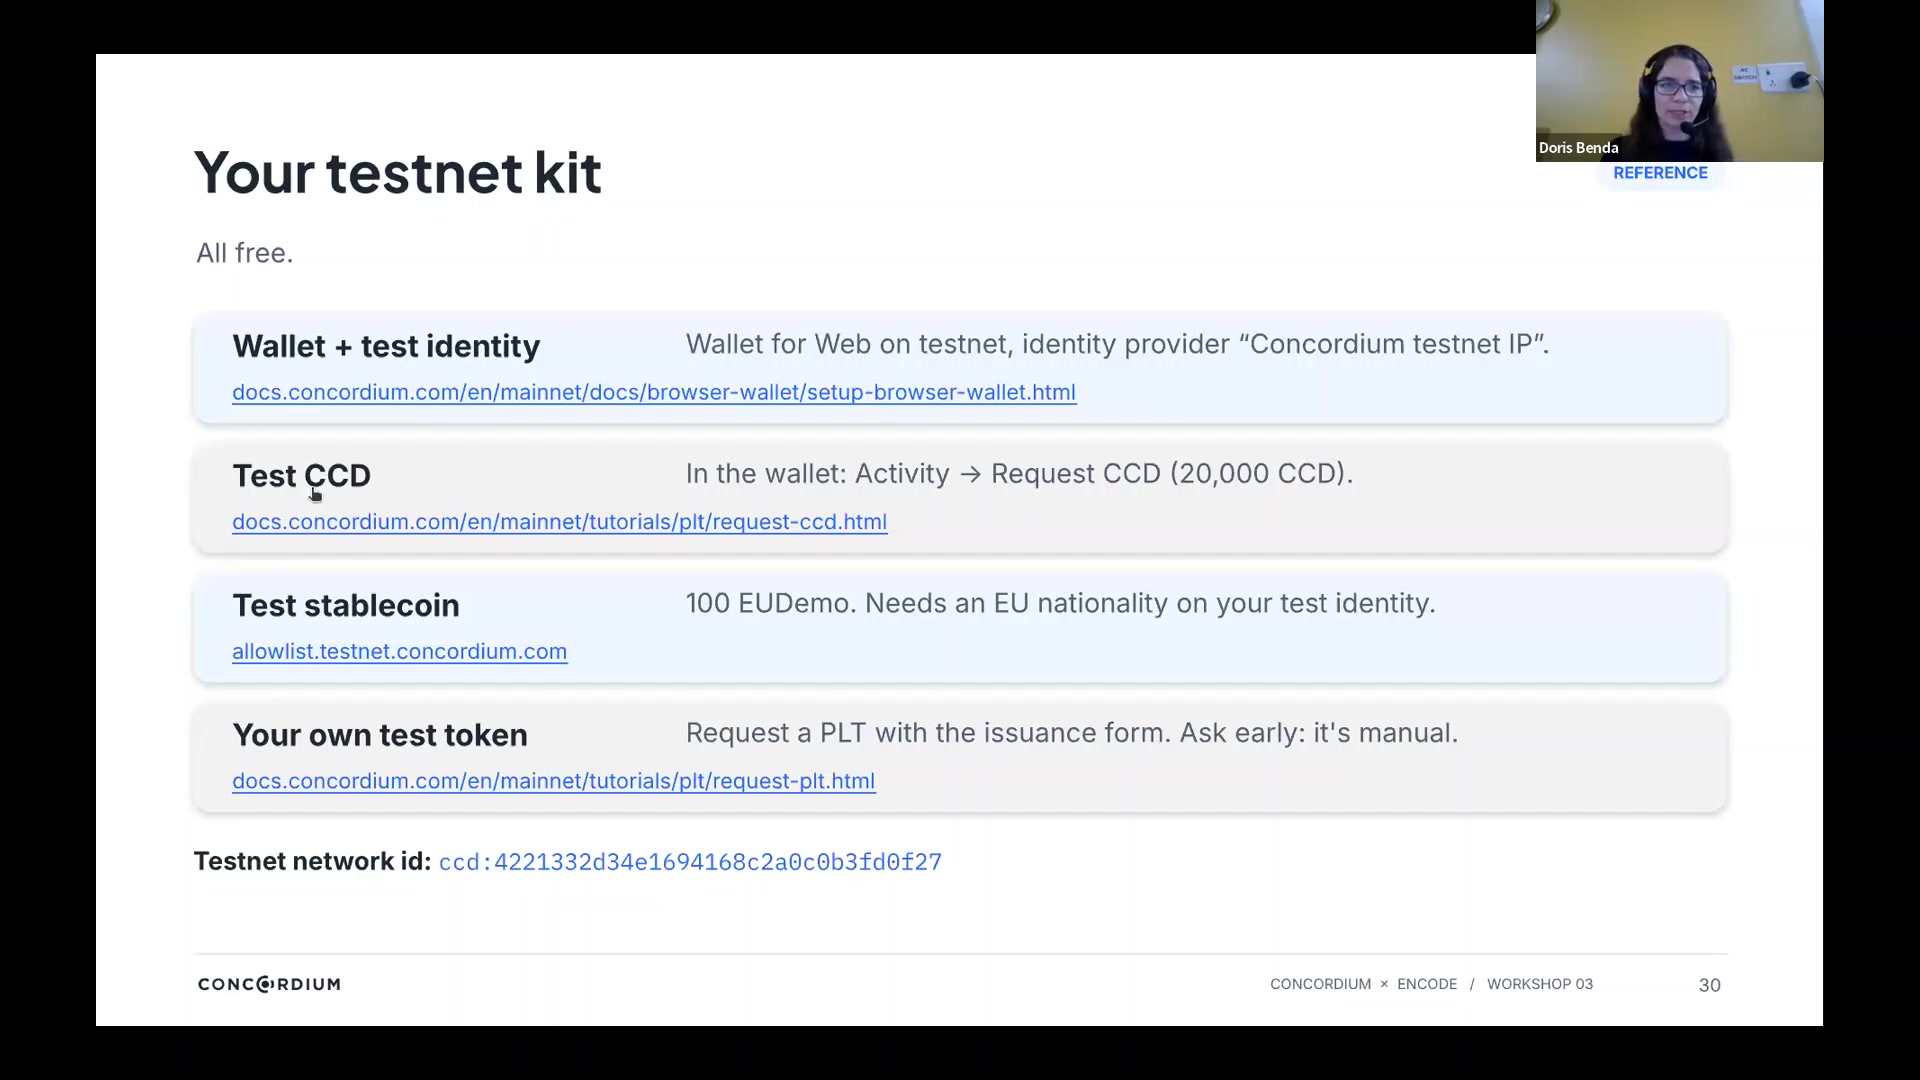 Doris Benda
AC
SWITCH
REFERENCE
Your testnet kit
All free.
Wallet + test identity
Wallet for Web on testnet, identity provider “Concordium testnet IP”.
docs.concordium.com/en/mainnet/docs/browser-wallet/setup-browser-wallet.html
Test CCD
In the wallet: Activity → Request CCD (20,000 CCD).
docs.concordium.com/en/mainnet/tutorials/plt/request-ccd.html
Test stablecoin
100 EUDemo. Needs an EU nationality on your test identity.
allowlist.testnet.concordium.com
Your own test token
Request a PLT with the issuance form. Ask early: it's manual.
docs.concordium.com/en/mainnet/tutorials/plt/request-plt.html
Testnet network id: ccd:4221332d34e1694168c2a0c0b3fd0f27
CONCORDIUM
CONCORDIUM × ENCODE / WORKSHOP 03
30